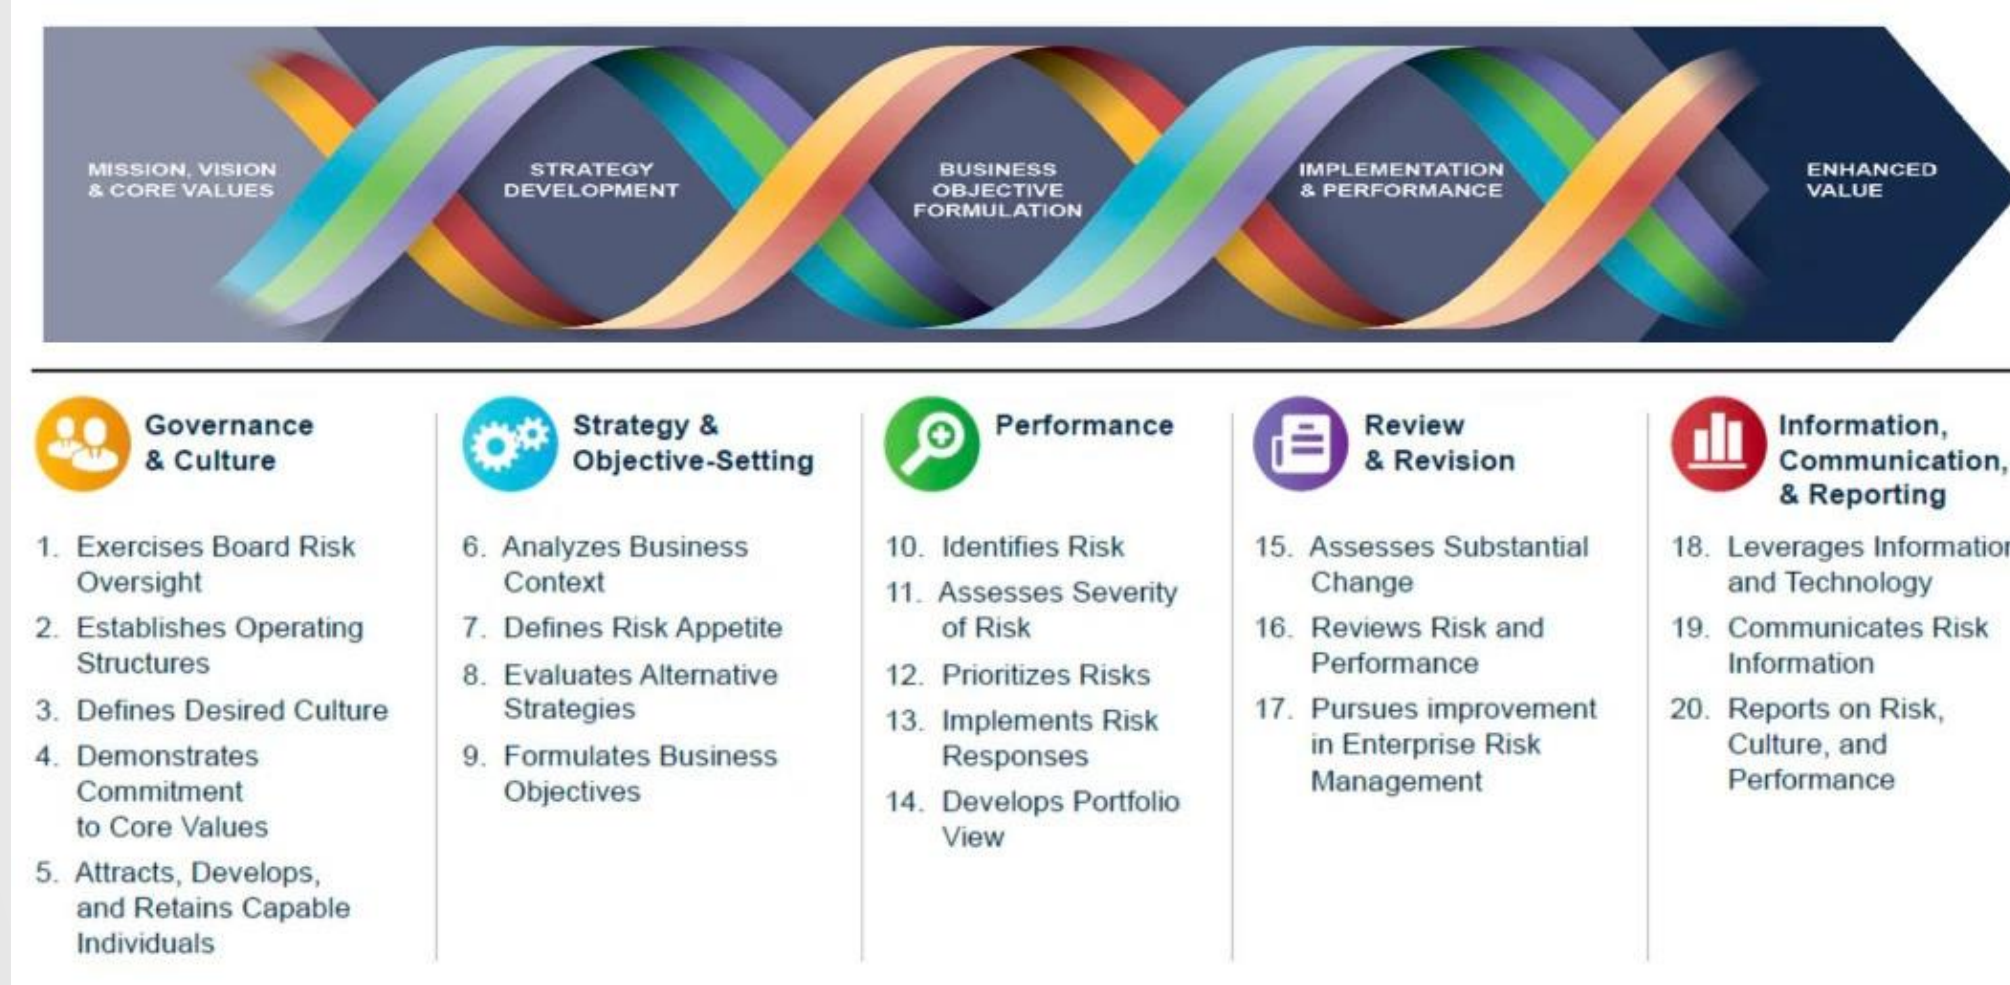 MISSION, VISION
& CORE VALUES
STRATEGY
DEVELOPMENT
BUSINESS
OBJECTIVE
FORMULATION
IMPLEMENTATION
& PERFORMANCE
ENHANCED
VALUE
Governance
& Culture
1. Exercises Board Risk
Oversight
2. Establishes Operating
Structures
3. Defines Desired Culture
4. Demonstrates
Commitment
to Core Values
5. Attracts, Develops,
and Retains Capable
Individuals
Strategy &
Objective-Setting
6. Analyzes Business
Context
7. Defines Risk Appetite
8. Evaluates Alternative
Strategies
9. Formulates Business
Objectives
Performance
10. Identifies Risk
11. Assesses Severity
of Risk
12. Prioritizes Risks
13. Implements Risk
Responses
14. Develops Portfolio
View
Review
& Revision
15. Assesses Substantial
Change
16. Reviews Risk and
Performance
17. Pursues improvement
in Enterprise Risk
Management
Information,
Communication,
& Reporting
18. Leverages Information
and Technology
19. Communicates Risk
Information
20. Reports on Risk,
Culture, and
Performance